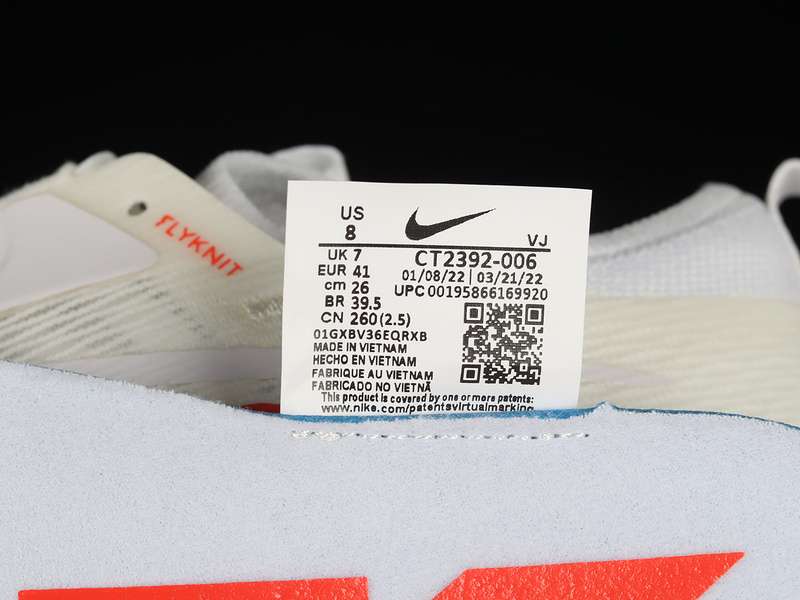 FLYKNIT
US
8
VJ
UK 7
CT2392-006
EUR 41
01/08/22 | 03/21/22
cm 26
UPC 00195866169920
BR 39.5
CN 260(2.5)
01GXBV36EQRXB
MADE IN VIETNAM
HECHO EN VIETNAM
FABRIQUE AU VIETNAM
FABRICADO NO VIETNÃ
This product is covered by one or more patents:
www.nike.com/patentsvirtualmarking